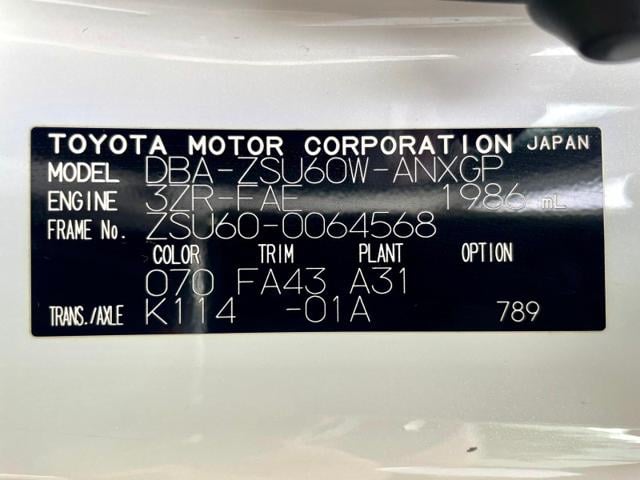 TOYOTA MOTOR CORPORATION JAPAN
MODEL DBA-ZSU60W-ANXGP
ENGINE 3ZR-FAE 1986 mL
FRAME No. ZSU60-0064568
COLOR TRIM PLANT OPTION
070 FA43 A31
TRANS./AXLE K114 -01A 789